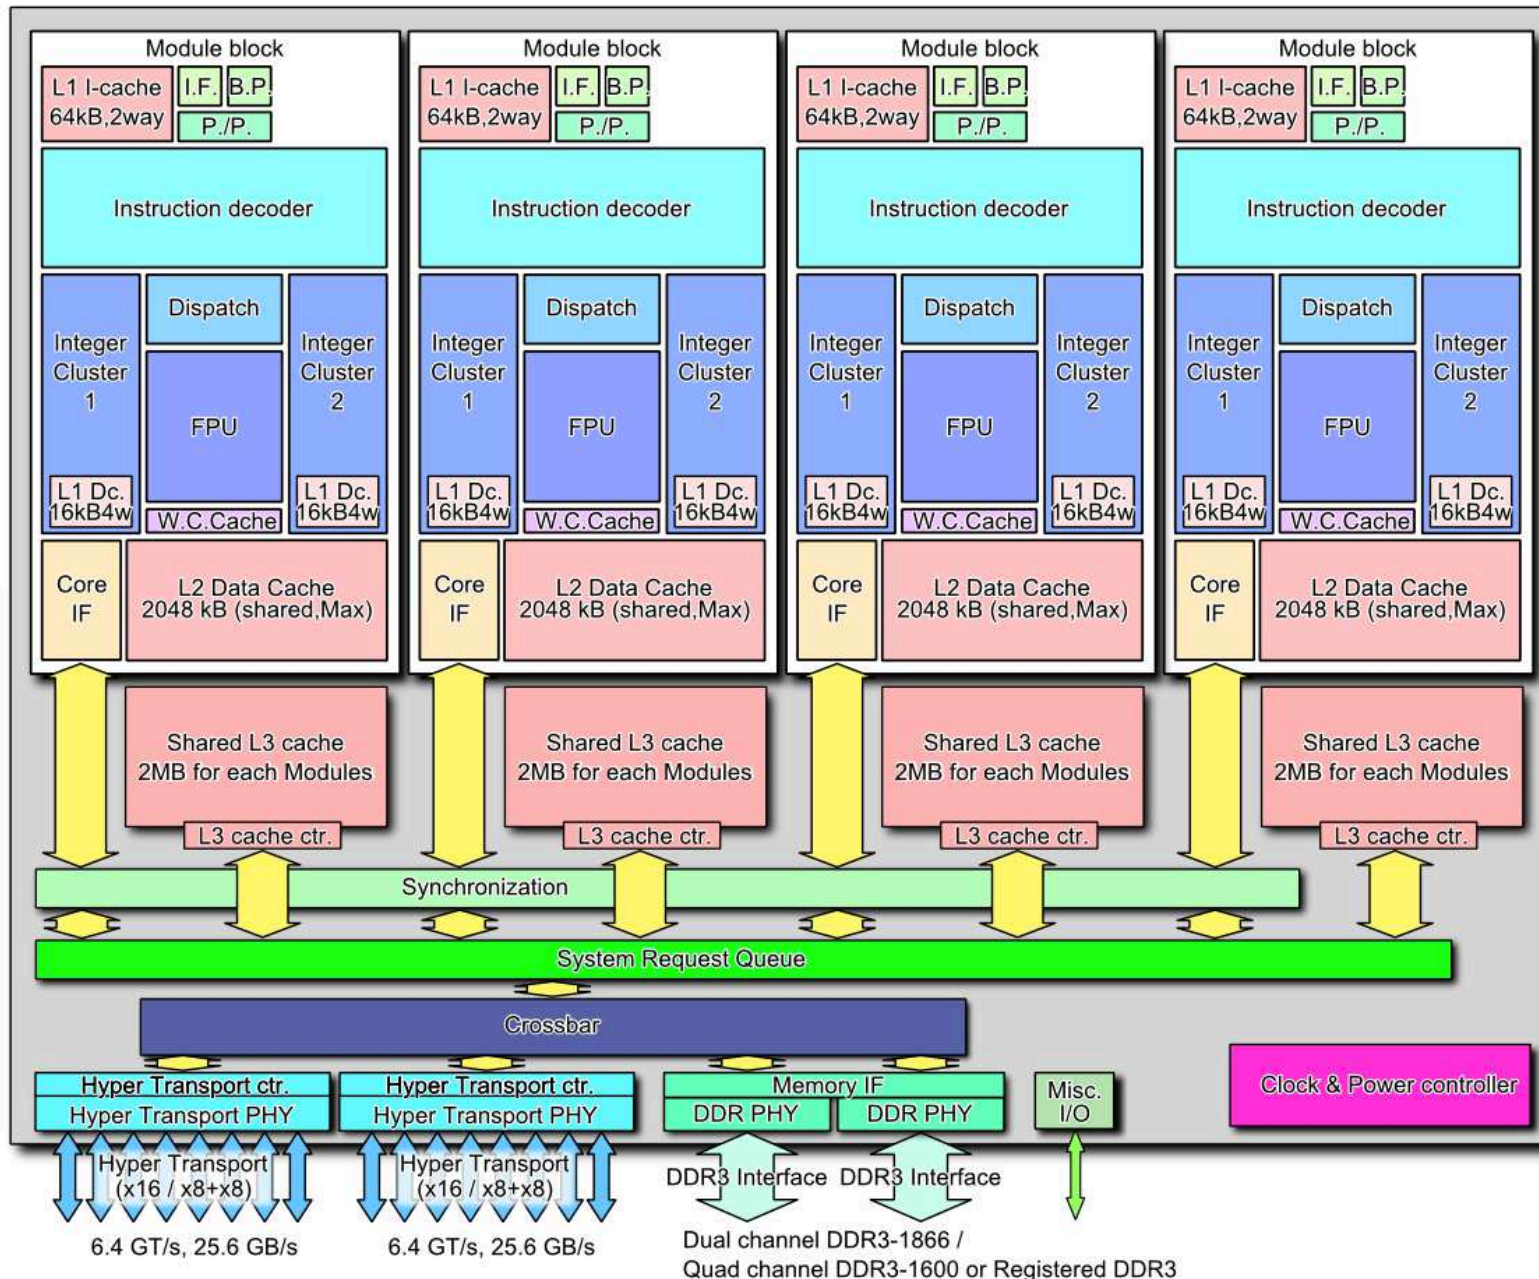 Module block
L1 I-cache
64kB,2way
I.F.
B.P.
P./P.
Instruction decoder
Integer
Cluster
1
Dispatch
FPU
Integer
Cluster
2
L1 Dc.
16kB4w
W.C.Cache
L1 Dc.
16kB4w
Core
IF
L2 Data Cache
2048 kB (shared,Max)
Module block
L1 I-cache
64kB,2way
I.F.
B.P.
P./P.
Instruction decoder
Integer
Cluster
1
Dispatch
FPU
Integer
Cluster
2
L1 Dc.
16kB4w
W.C.Cache
L1 Dc.
16kB4w
Core
IF
L2 Data Cache
2048 kB (shared,Max)
Module block
L1 I-cache
64kB,2way
I.F.
B.P.
P./P.
Instruction decoder
Integer
Cluster
1
Dispatch
FPU
Integer
Cluster
2
L1 Dc.
16kB4w
W.C.Cache
L1 Dc.
16kB4w
Core
IF
L2 Data Cache
2048 kB (shared,Max)
Module block
L1 I-cache
64kB,2way
I.F.
B.P.
P./P.
Instruction decoder
Integer
Cluster
1
Dispatch
FPU
Integer
Cluster
2
L1 Dc.
16kB4w
W.C.Cache
L1 Dc.
16kB4w
Core
IF
L2 Data Cache
2048 kB (shared,Max)
Shared L3 cache
2MB for each Modules
L3 cache ctr.
Shared L3 cache
2MB for each Modules
L3 cache ctr.
Shared L3 cache
2MB for each Modules
L3 cache ctr.
Shared L3 cache
2MB for each Modules
L3 cache ctr.
Synchronization
System Request Queue
Crossbar
Hyper Transport ctr.
Hyper Transport PHY
Hyper Transport ctr.
Hyper Transport PHY
Memory IF
DDR PHY
DDR PHY
Misc.
I/O
Clock & Power controller
Hyper Transport
(x16 / x8+x8)
Hyper Transport
(x16 / x8+x8)
DDR3 Interface
DDR3 Interface
6.4 GT/s, 25.6 GB/s
6.4 GT/s, 25.6 GB/s
Dual channel DDR3-1866 /
Quad channel DDR3-1600 or Registered DDR3